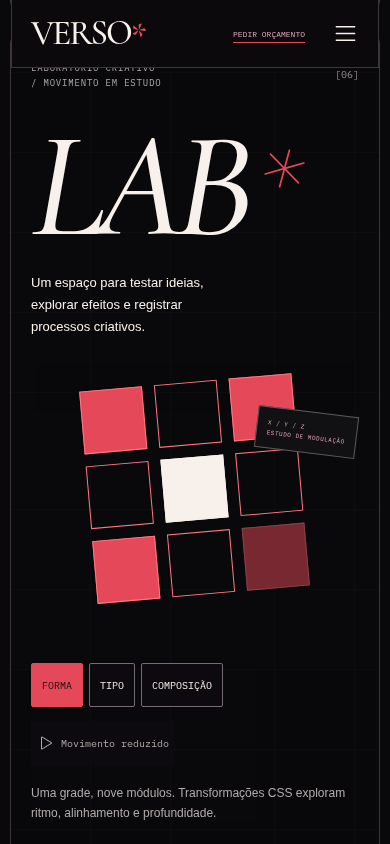 VERSO*
PEDIR ORÇAMENTO
LABORATÓRIO CRIATIVO
/ MOVIMENTO EM ESTUDO
[06]
LAB*
Um espaço para testar ideias,
explorar efeitos e registrar
processos criativos.
X / Y / Z
ESTUDO DE MODULAÇÃO
FORMA
TIPO
COMPOSIÇÃO
Movimento reduzido
Uma grade, nove módulos. Transformações CSS exploram
ritmo, alinhamento e profundidade.